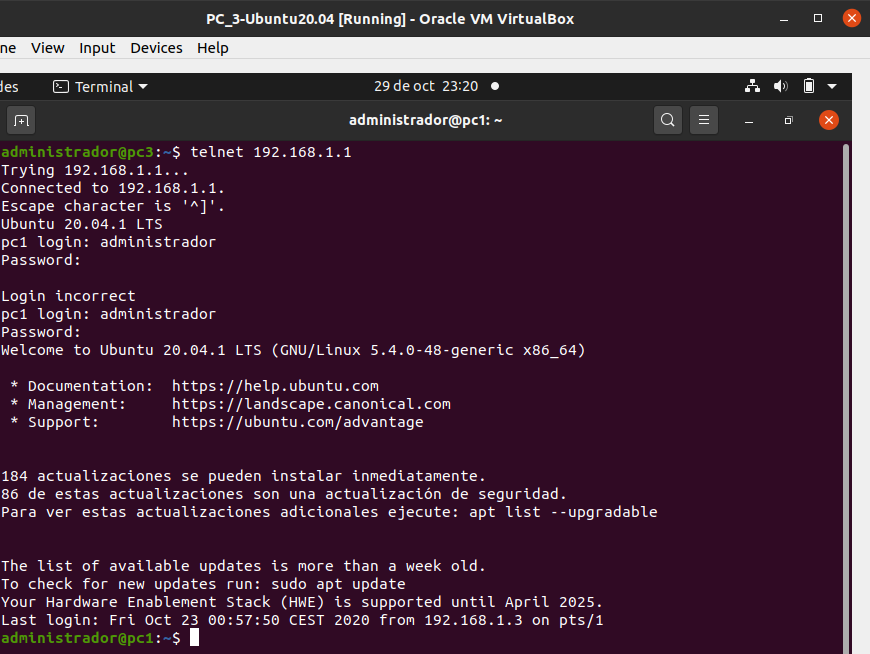 PC_3-Ubuntu20.04 [Running] - Oracle VM VirtualBox
ne View Input Devices Help
des Terminal 29 de oct 23:20
administrador@pc1: ~
administrador@pc3:~$ telnet 192.168.1.1
Trying 192.168.1.1...
Connected to 192.168.1.1.
Escape character is '^]'.
Ubuntu 20.04.1 LTS
pc1 login: administrador
Password:
Login incorrect
pc1 login: administrador
Password:
Welcome to Ubuntu 20.04.1 LTS (GNU/Linux 5.4.0-48-generic x86_64)
* Documentation: https://help.ubuntu.com
* Management: https://landscape.canonical.com
* Support: https://ubuntu.com/advantage
184 actualizaciones se pueden instalar inmediatamente.
86 de estas actualizaciones son una actualización de seguridad.
Para ver estas actualizaciones adicionales ejecute: apt list --upgradable
The list of available updates is more than a week old.
To check for new updates run: sudo apt update
Your Hardware Enablement Stack (HWE) is supported until April 2025.
Last login: Fri Oct 23 00:57:50 CEST 2020 from 192.168.1.3 on pts/1
administrador@pc1:~$